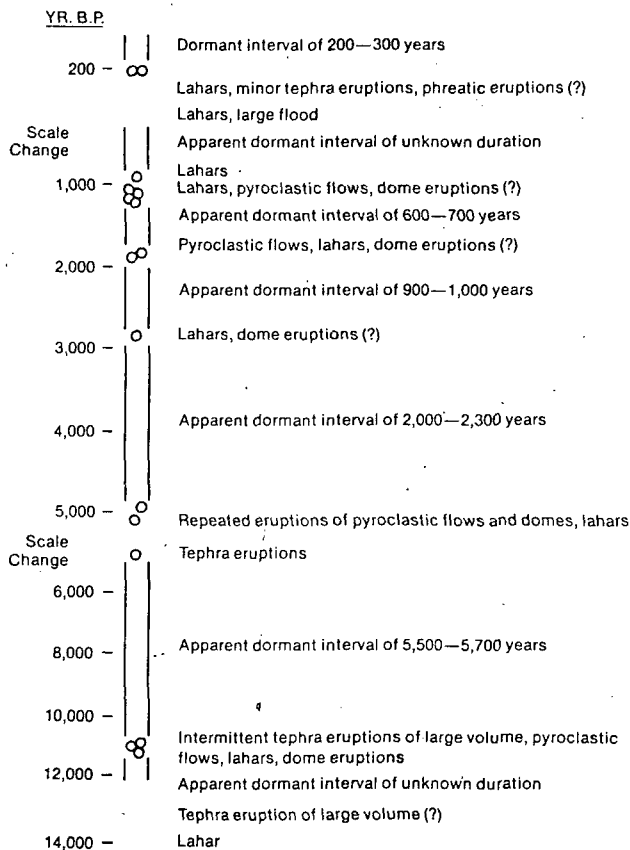 YR. B.P.
Dormant interval of 200—300 years
200 –
Lahars, minor tephra eruptions, phreatic eruptions (?)
Lahars, large flood
Scale
Change
Apparent dormant interval of unknown duration
Lahars
1,000 –
Lahars, pyroclastic flows, dome eruptions (?)
Apparent dormant interval of 600—700 years
Pyroclastic flows, lahars, dome eruptions (?)
2,000 –
Apparent dormant interval of 900—1,000 years
Lahars, dome eruptions (?)
3,000 –
Apparent dormant interval of 2,000—2,300 years
4,000 –
5,000 –
Repeated eruptions of pyroclastic flows and domes, lahars
Scale
Change
Tephra eruptions
6,000 –
Apparent dormant interval of 5,500—5,700 years
8,000 –
10,000 –
Intermittent tephra eruptions of large volume, pyroclastic
flows, lahars, dome eruptions
12,000 –
Apparent dormant interval of unknown duration
Tephra eruption of large volume (?)
14,000 –
Lahar